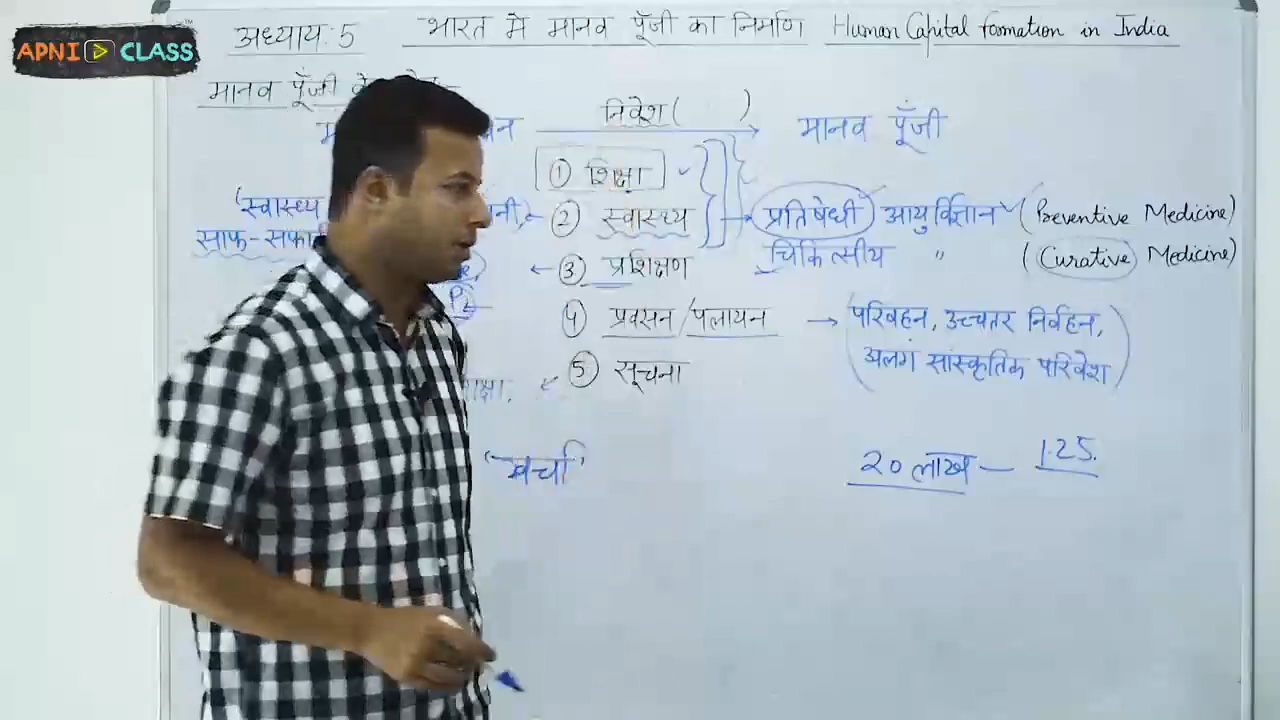 APNI CLASS
अध्याय: 5 भारत में मानव पूँजी का निर्माण Human Capital formation in India
मानव पूँजी के
निवेश ( ) मानव पूँजी
① शिक्षा
'स्वास्थ्य ② स्वास्थ्य → प्रतिषेधी आयुर्विज्ञान (Preventive Medicine)
साफ-सफा
③ प्रशिक्षण चिकित्सीय " (Curative Medicine)
④ प्रवसन/पलायन → (परिवहन, उच्चतर निर्वहन,
अलग सांस्कृतिक परिवेश)
⑤ सूचना
'खर्चा' 20 लाख – 1.25.